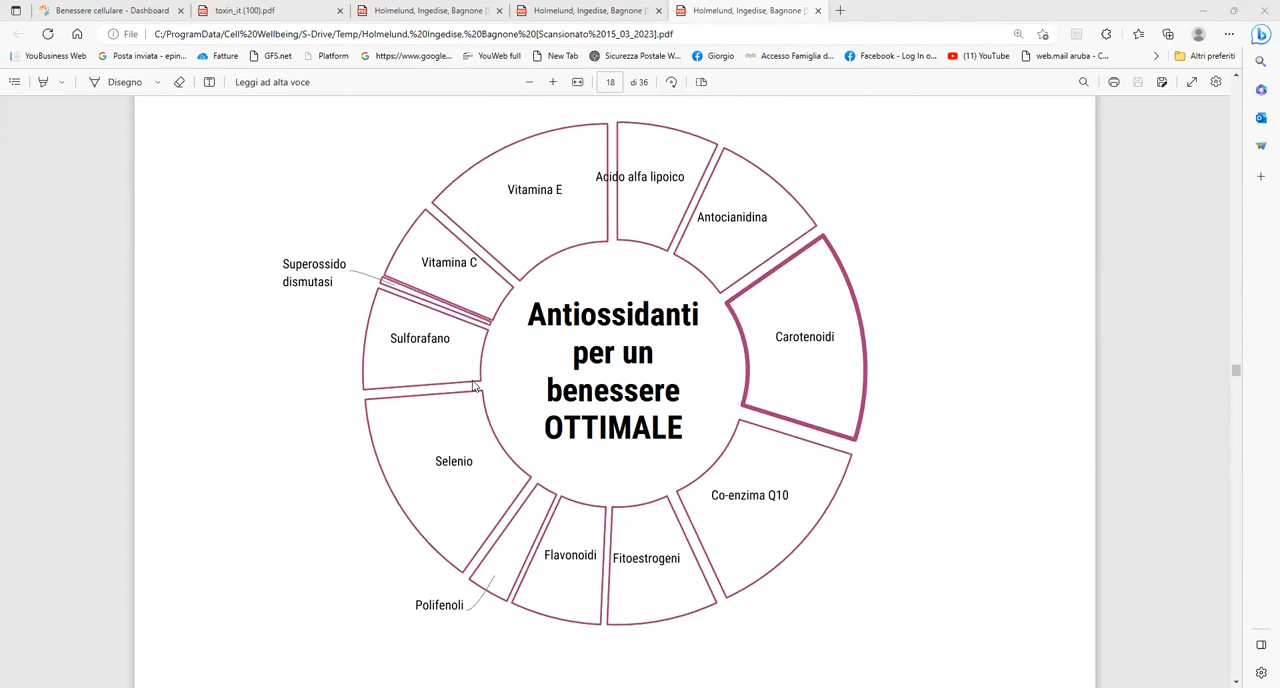 Benessere cellulare - Dashboard
toxin_it (100).pdf
Holmelund, Ingedise, Bagnone [
Holmelund, Ingedise, Bagnone [
Holmelund, Ingedise, Bagnone [
File
C:/ProgramData/Cell%20Wellbeing/S-Drive/Temp/Holmelund,%20Ingedise,%20Bagnone%20[Scansionato%2015_03_2023].pdf
YouBusiness Web
Posta inviata - epin...
Fatture
GFS.net
Platform
https://www.google...
YouWeb full
New Tab
Sicurezza Postale W...
Giorgio
Accesso Famiglia d...
Facebook - Log In o...
(11) YouTube
web.mail aruba - C...
Altri preferiti
Disegno
Leggi ad alta voce
18
di 36
Vitamina E
Acido alfa lipoico
Antocianidina
Vitamina C
Superossido
dismutasi
Sulforafano
Carotenoidi
Antiossidanti
per un
benessere
OTTIMALE
Selenio
Co-enzima Q10
Flavonoidi
Fitoestrogeni
Polifenoli